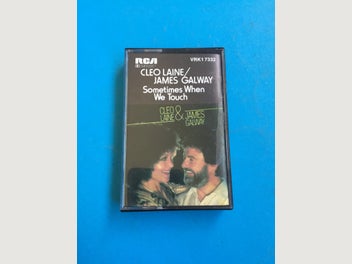 RCA
VRK1 7332
CLEO LAINE/
JAMES GALWAY
Sometimes When
We Touch
CLEO & JAMES
LAINE GALWAY